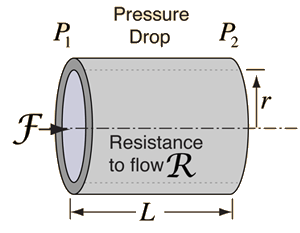 Pressure
P1 Drop P2
r
F
Resistance
to flow R
L